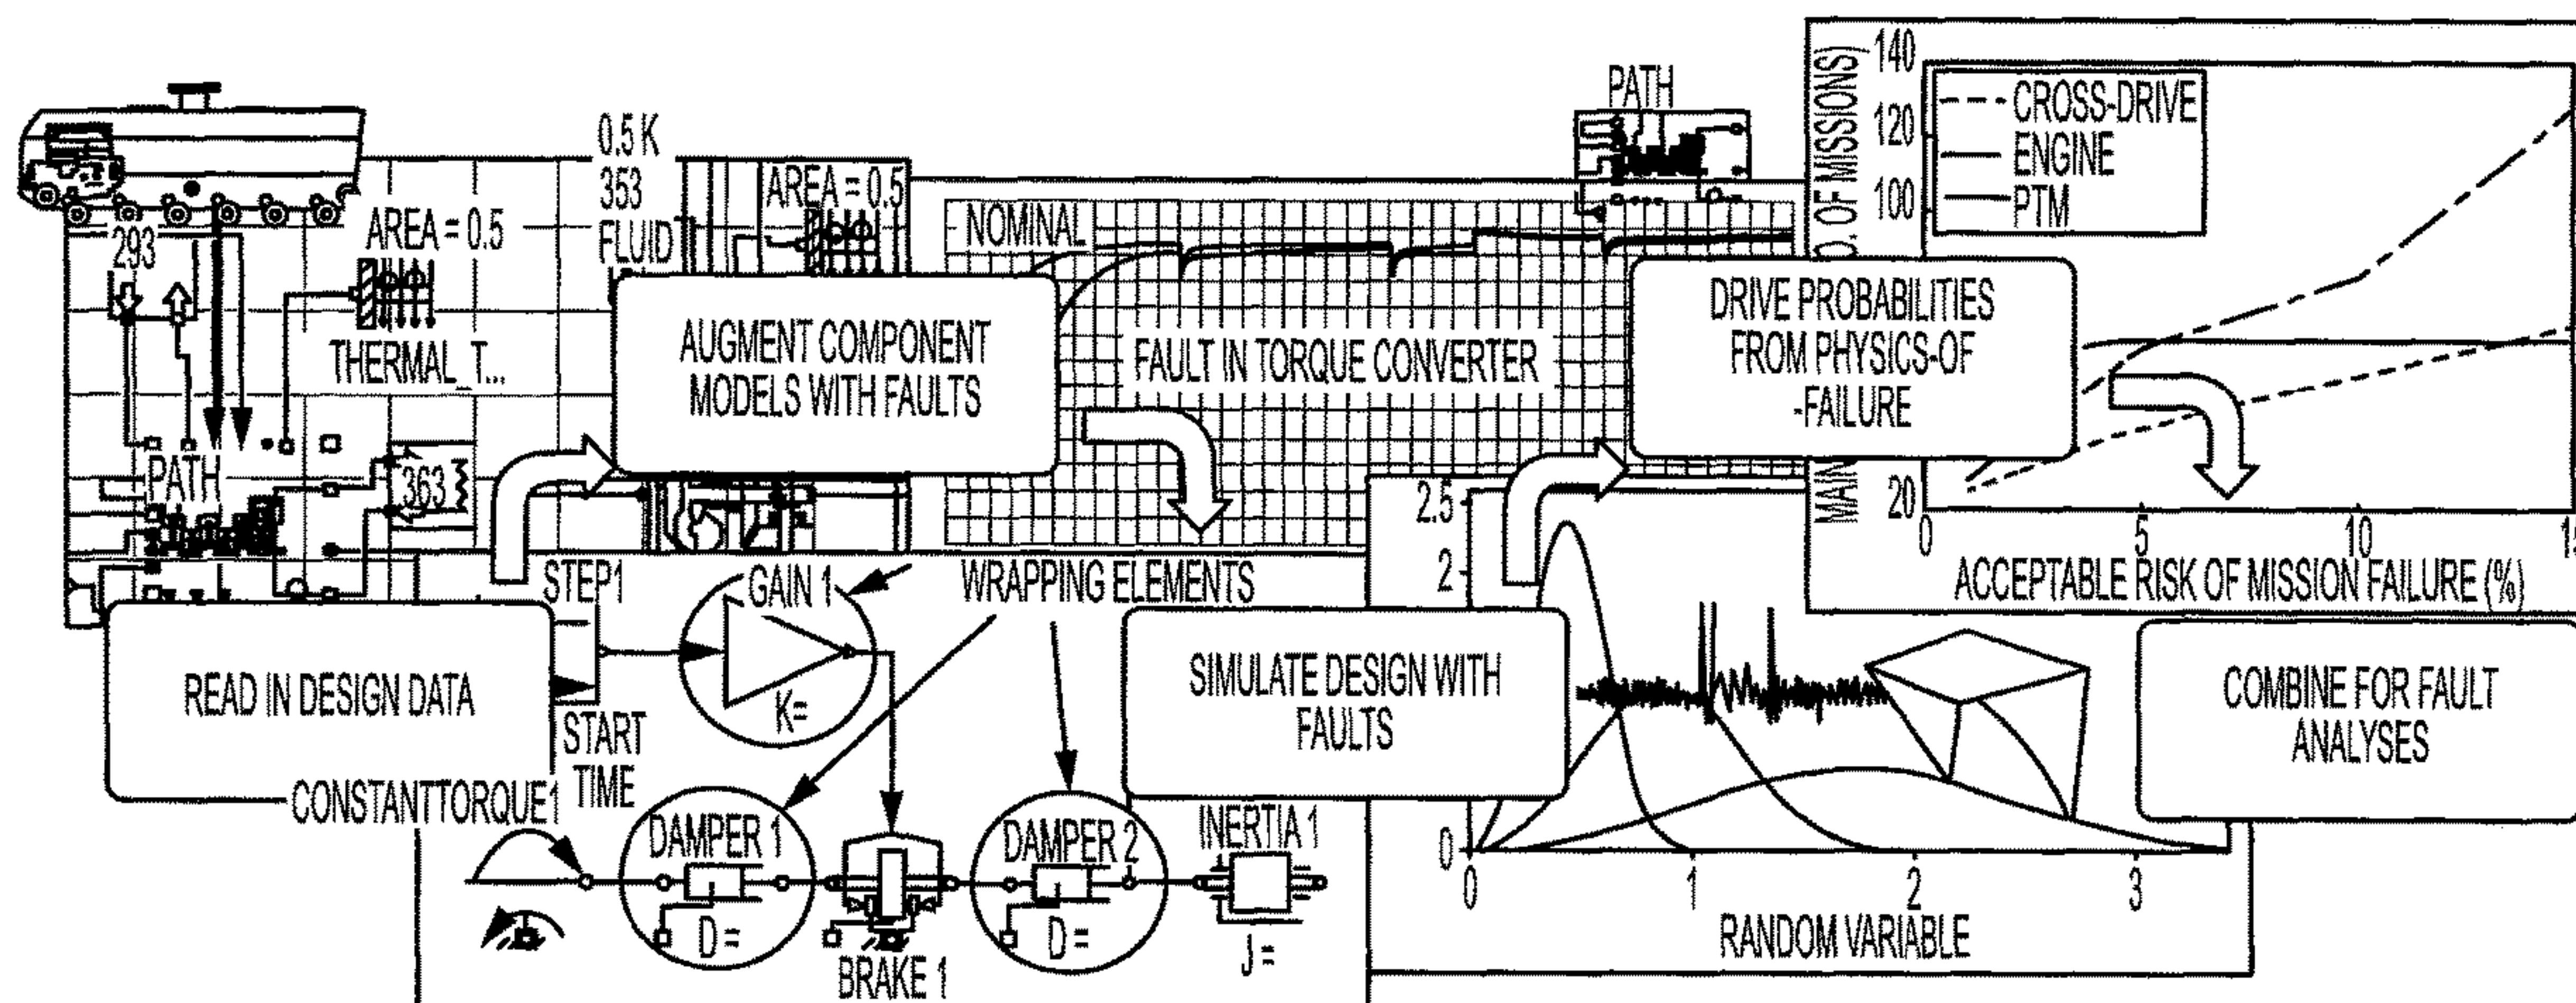 293
AREA = 0.5
THERMAL_T...
PATH
363
0.5 K
353
FLUID
AREA = 0.5
NOMINAL
FAULT IN TORQUE CONVERTER
PATH
AUGMENT COMPONENT
MODELS WITH FAULTS
DRIVE PROBABILITIES
FROM PHYSICS-OF
-FAILURE
OF MISSIONS)
140
120
100
20
CROSS-DRIVE
ENGINE
PTM
0
5
10
ACCEPTABLE RISK OF MISSION FAILURE (%)
READ IN DESIGN DATA
STEP1
START
TIME
GAIN 1
K=
WRAPPING ELEMENTS
CONSTANTTORQUE1
DAMPER 1
D =
BRAKE 1
DAMPER 2
D =
INERTIA 1
J =
SIMULATE DESIGN WITH
FAULTS
2.5
2
0
0
1
2
3
RANDOM VARIABLE
COMBINE FOR FAULT
ANALYSES